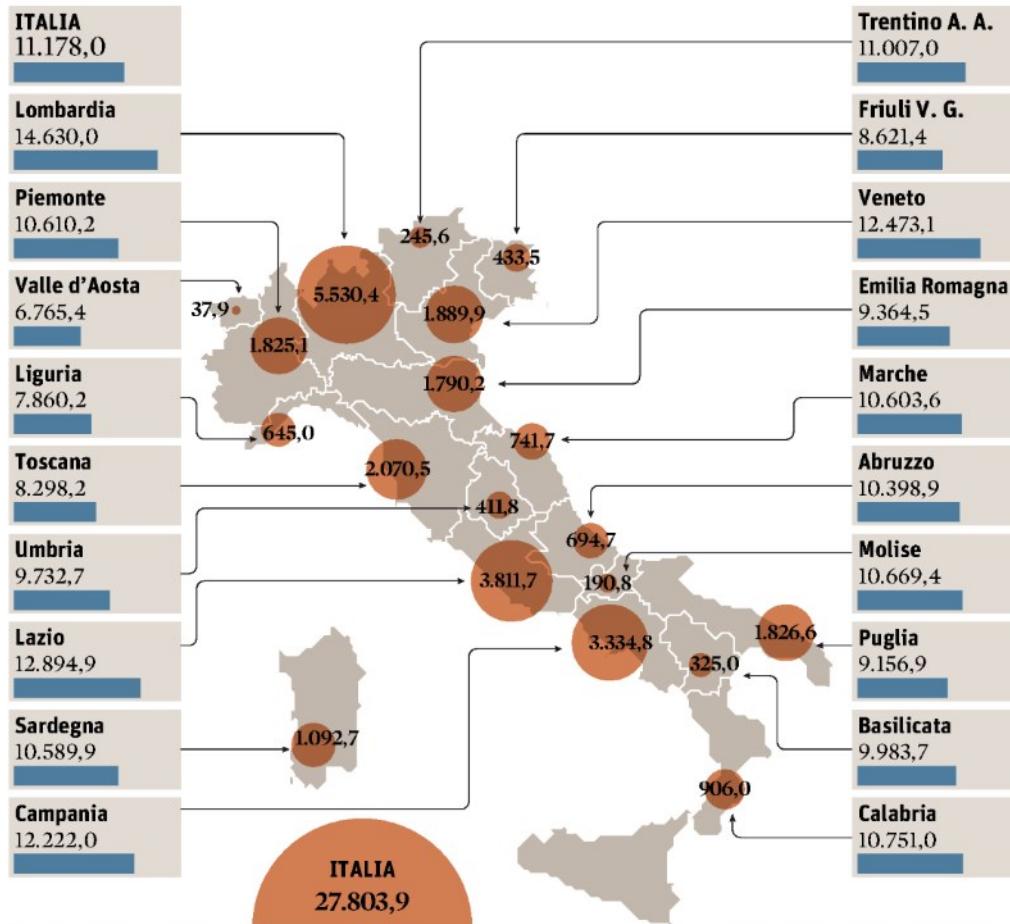 ITALIA
11.178,0
Lombardia
14.630,0
Piemonte
10.610,2
Valle d'Aosta
6.765,4
Liguria
7.860,2
Toscana
8.298,2
Umbria
9.732,7
Lazio
12.894,9
Sardegna
10.589,9
Campania
12.222,0
245,6
433,5
5.530,4
37,9
1.889,9
1.825,1
1.790,2
645,0
741,7
2.070,5
411,8
694,7
3.811,7
190,8
3.334,8
1.826,6
325,0
1.092,7
906,0
ITALIA
27.803,9
Trentino A. A.
11.007,0
Friuli V. G.
8.621,4
Veneto
12.473,1
Emilia Romagna
9.364,5
Marche
10.603,6
Abruzzo
10.398,9
Molise
10.669,4
Puglia
9.156,9
Basilicata
9.983,7
Calabria
10.751,0